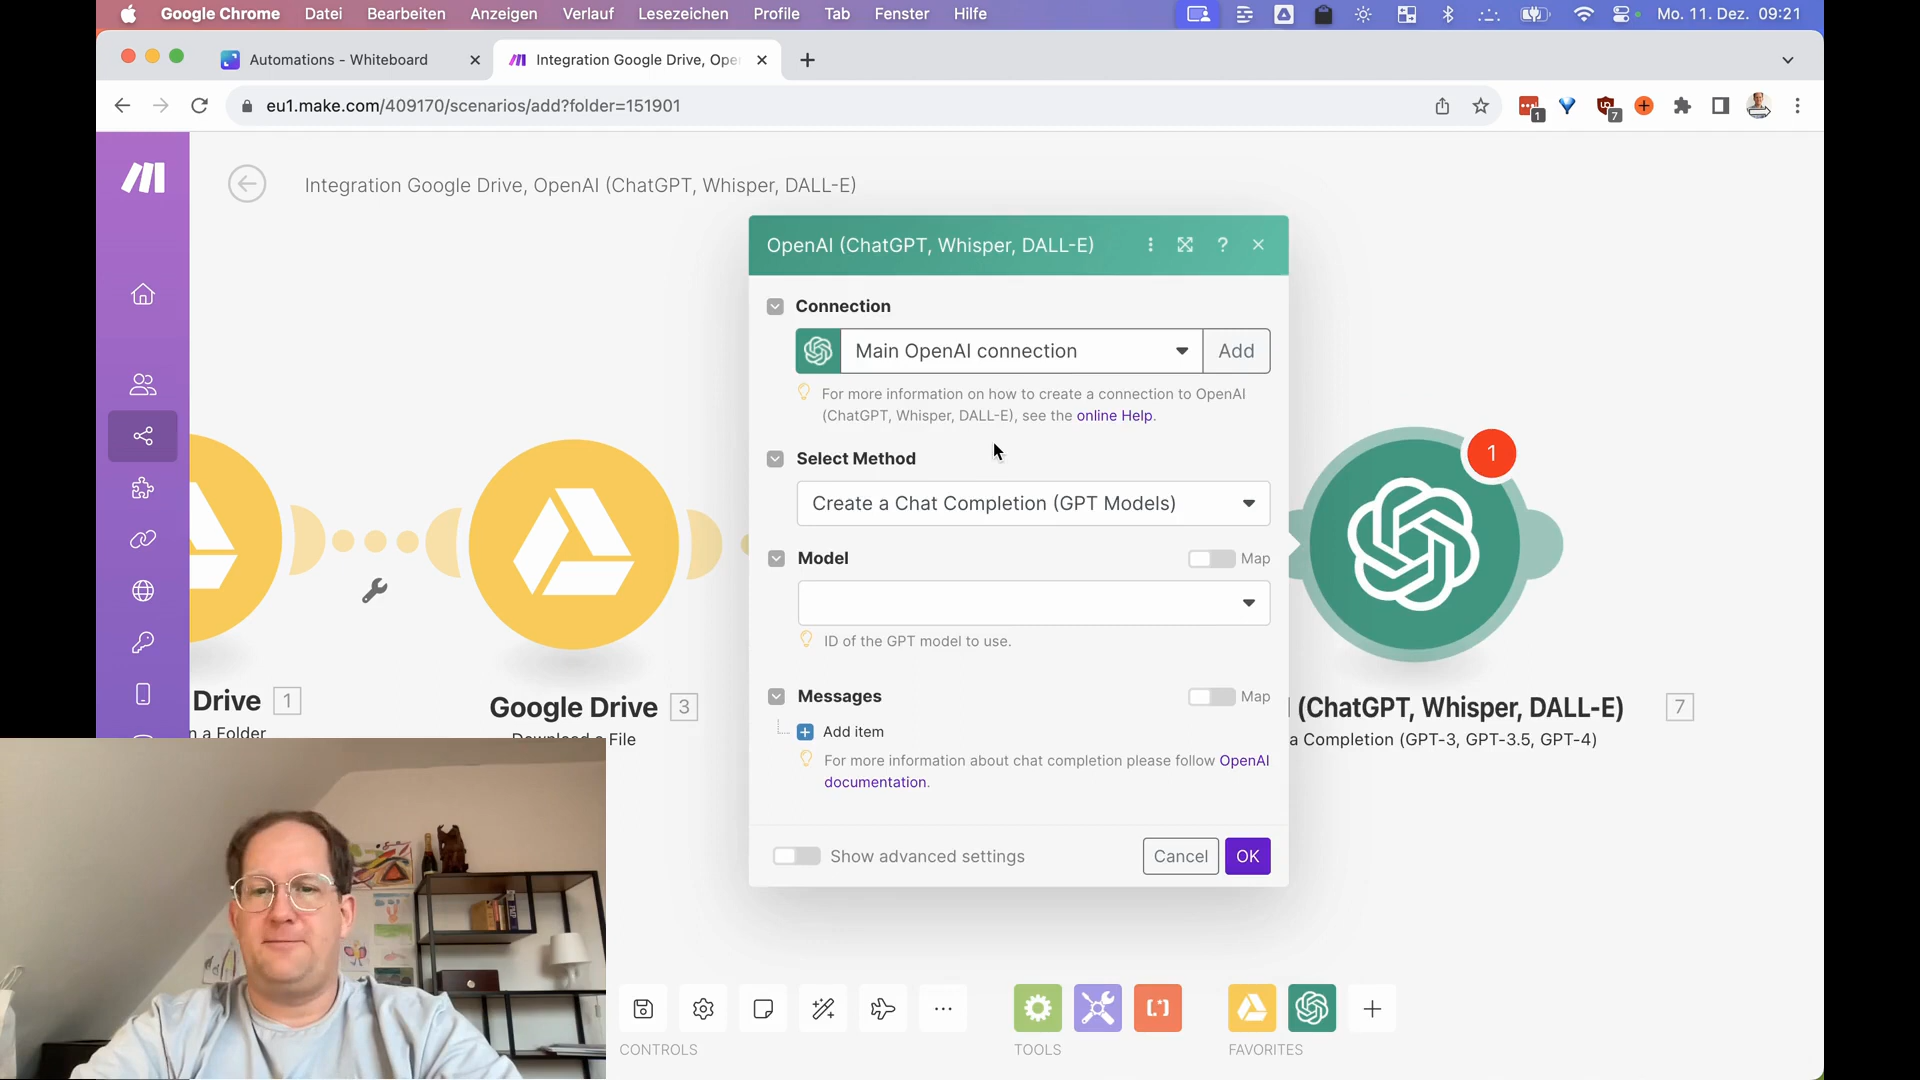 Google Chrome Datei Bearbeiten Anzeigen Verlauf Lesezeichen Profile Tab Fenster Hilfe Mo. 11. Dez. 09:21
Automations - Whiteboard
Integration Google Drive, Ope
eu1.make.com/409170/scenarios/add?folder=151901
1
7
Integration Google Drive, OpenAI (ChatGPT, Whisper, DALL-E)
OpenAI (ChatGPT, Whisper, DALL-E)
?
Connection
Main OpenAI connection
Add
For more information on how to create a connection to OpenAI
(ChatGPT, Whisper, DALL-E), see the online Help.
Select Method
Create a Chat Completion (GPT Models)
Model
Map
ID of the GPT model to use.
Messages
Map
Add item
For more information about chat completion please follow OpenAI
documentation.
Show advanced settings
Cancel
OK
1
Drive 1
n a Folder
Google Drive 3
Download a File
(ChatGPT, Whisper, DALL-E) 7
a Completion (GPT-3, GPT-3.5, GPT-4)
CONTROLS
TOOLS
FAVORITES